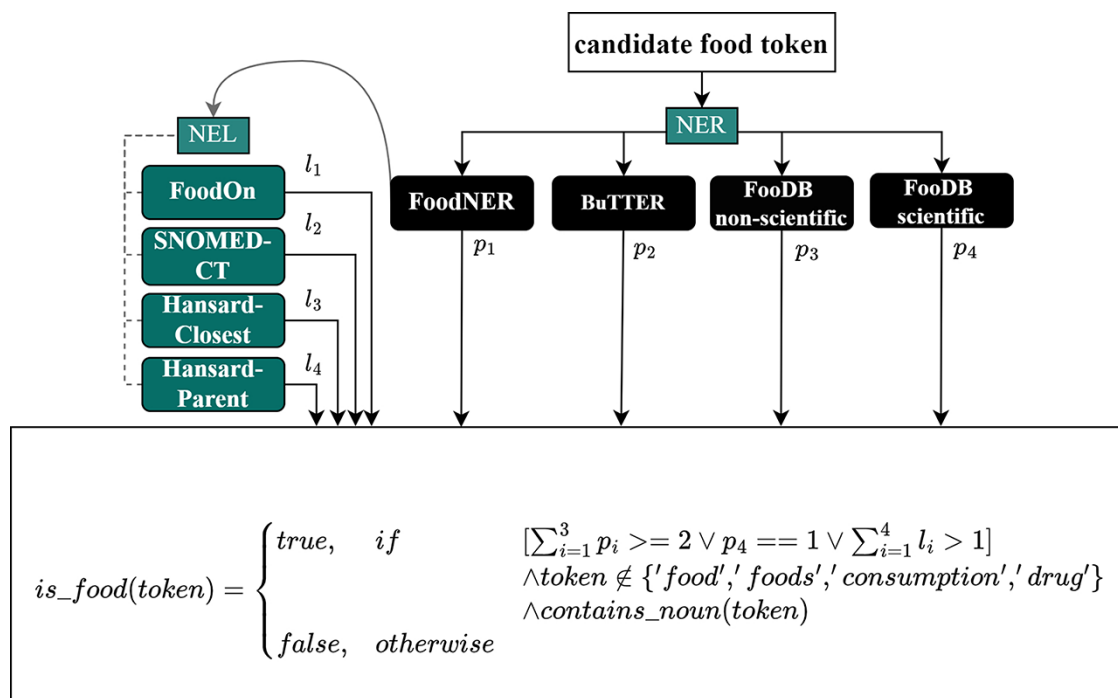 candidate food token
NER
NEL
FoodOn
l₁
SNOMED-
CT
l₂
Hansard-
Closest
l₃
Hansard-
Parent
l₄
FoodNER
p₁
BuTTER
p₂
FooDB
non-scientific
p₃
FooDB
scientific
p₄
is_food(token) = {
true, if [∑³ᵢ₌₁ pᵢ >= 2 ∨ p₄ == 1 ∨ ∑⁴ᵢ₌₁ lᵢ > 1]
∧token ∉ {'food',' foods',' consumption',' drug'}
∧contains_noun(token)
false, otherwise